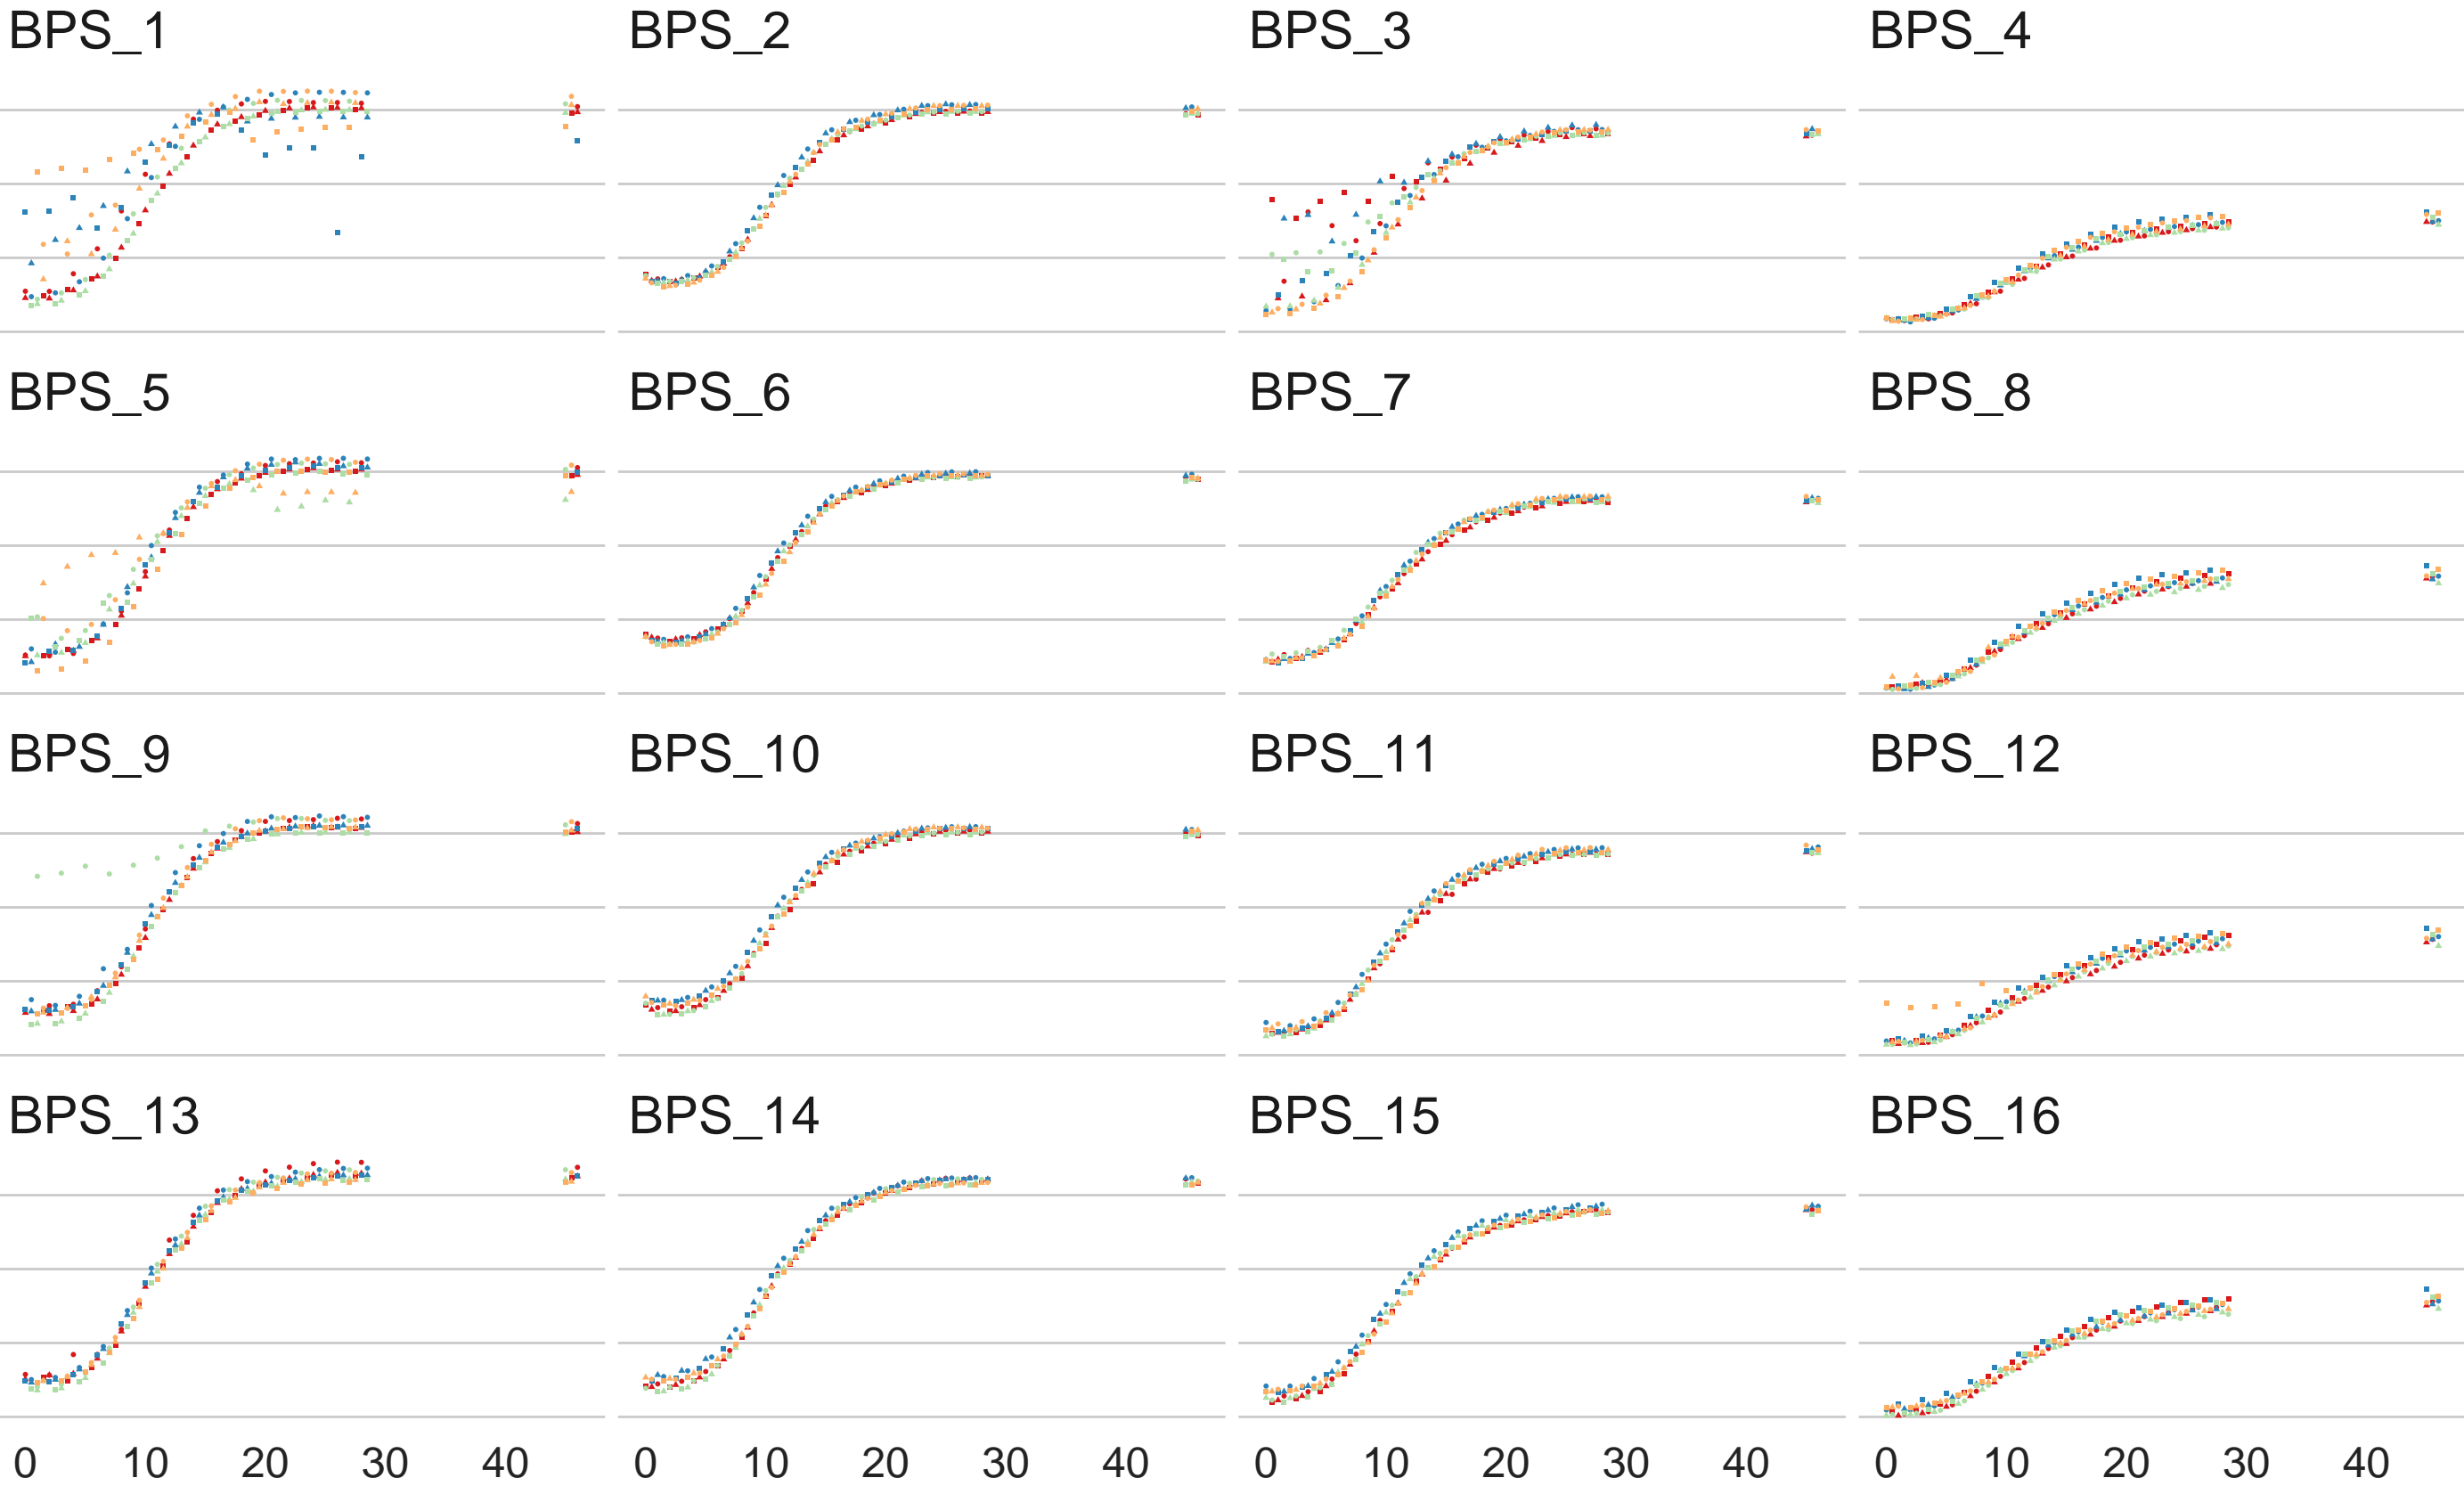 BPS_1 BPS_2 BPS_3 BPS_4
BPS_5 BPS_6 BPS_7 BPS_8
BPS_9 BPS_10 BPS_11 BPS_12
BPS_13 BPS_14 BPS_15 BPS_16
0 10 20 30 40 0 10 20 30 40 0 10 20 30 40 0 10 20 30 40